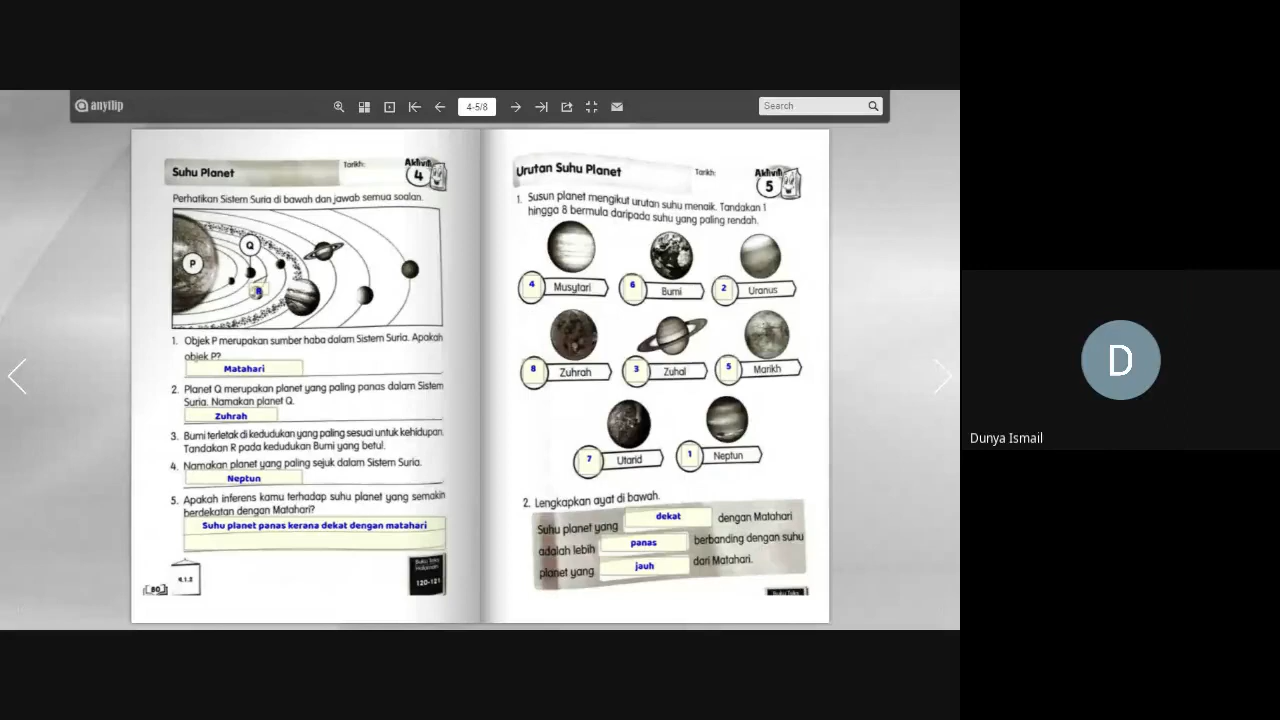 anyflip
4-5/8
Search
Suhu Planet
Tarikh:
Aktiviti
4
Perhatikan Sistem Suria di bawah dan jawab semua soalan.
P
Q
R
1. Objek P merupakan sumber haba dalam Sistem Suria. Apakah
objek P?
Matahari
2. Planet Q merupakan planet yang paling panas dalam Sistem
Suria. Namakan planet Q.
Zuhrah
3. Bumi terletak di kedudukan yang paling sesuai untuk kehidupan.
Tandakan R pada kedudukan Bumi yang betul.
4. Namakan planet yang paling sejuk dalam Sistem Suria.
Neptun
5. Apakah inferens kamu terhadap suhu planet yang semakin
berdekatan dengan Matahari?
Suhu planet panas kerana dekat dengan matahari
80
Buku Teks
Halaman
120-121
Urutan Suhu Planet
Tarikh:
Aktiviti
5
1. Susun planet mengikut urutan suhu menaik. Tandakan 1
hingga 8 bermula daripada suhu yang paling rendah.
4 Musytari
6 Bumi
2 Uranus
8 Zuhrah
3 Zuhal
5 Marikh
7 Utarid
1 Neptun
2. Lengkapkan ayat di bawah.
Suhu planet yang dekat dengan Matahari
adalah lebih panas berbanding dengan suhu
planet yang jauh dari Matahari.
Buku Teks
D
Dunya Ismail